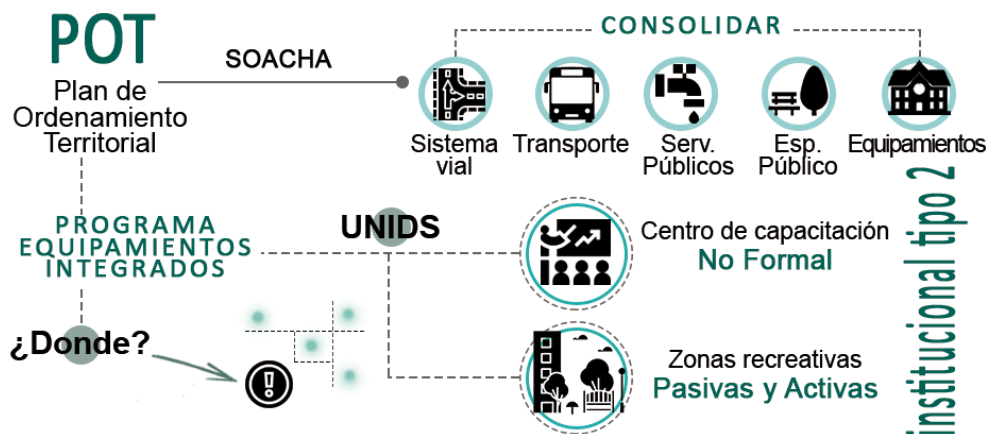 POT
Plan de
Ordenamiento
Territorial
SOACHA
CONSOLIDAR
Sistema
vial
Transporte
Serv.
Públicos
Esp.
Público
Equipamientos
institucional tipo 2
PROGRAMA
EQUIPAMIENTOS
INTEGRADOS
UNIDS
Centro de capacitación
No Formal
¿Donde?
Zonas recreativas
Pasivas y Activas